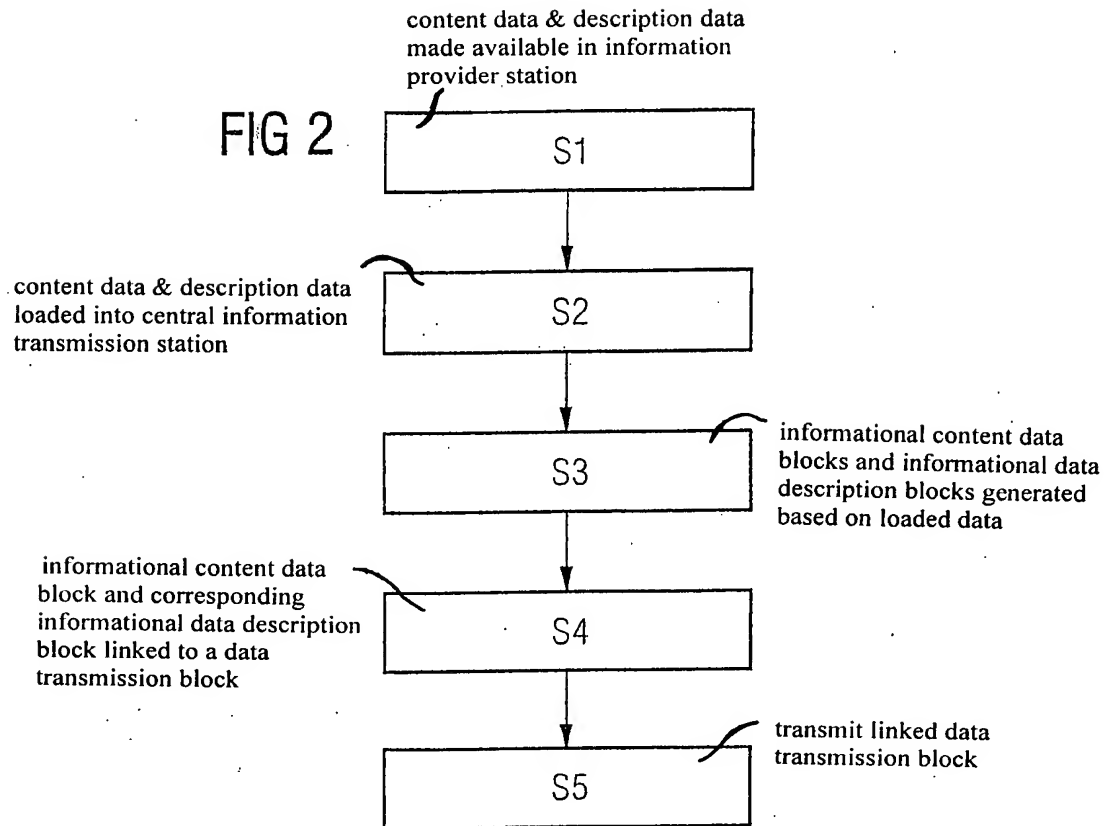 content data & description data
made available in information
provider station
FIG 2
S1
content data & description data
loaded into central information
transmission station
S2
S3
informational content data
blocks and informational data
description blocks generated
based on loaded data
informational content data
block and corresponding
informational data description
block linked to a data
transmission block
S4
transmit linked data
transmission block
S5